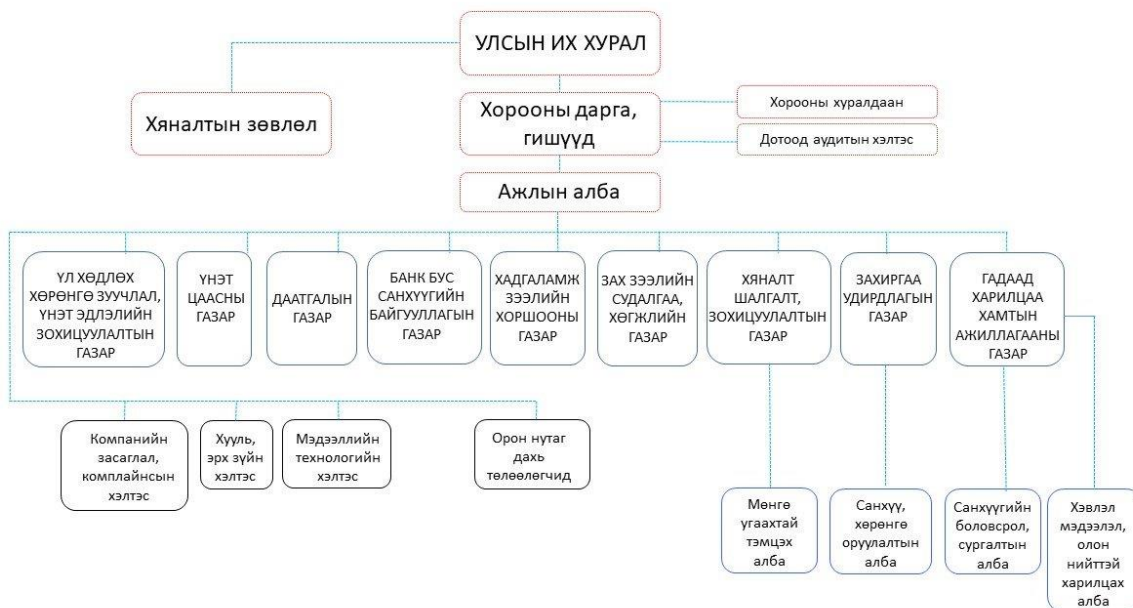 УЛСЫН ИХ ХУРАЛ
Хяналтын зөвлөл
Хорооны дарга,
гишүүд
Хорооны хуралдаан
Дотоод аудитын хэлтэс
Ажлын алба
ҮЛ ХӨДЛӨХ
ХӨРӨНГӨ ЗУУЧЛАЛ,
ҮНЭТ ЭДЛЭЛИЙН
ЗОХИЦУУЛАЛТЫН
ГАЗАР
ҮНЭТ
ЦААСНЫ
ГАЗАР
ДААТГАЛЫН
ГАЗАР
БАНК БУС
САНХҮҮГИЙН
БАЙГУУЛЛАГЫН
ГАЗАР
ХАДГАЛАМЖ
ЗЭЭЛИЙН
ХОРШООНЫ
ГАЗАР
ЗАХ ЗЭЭЛИЙН
СУДАЛГАА,
ХӨГЖЛИЙН
ГАЗАР
ХЯНАЛТ
ШАЛГАЛТ,
ЗОХИЦУУЛАЛТЫН
ГАЗАР
ЗАХИРГАА
УДИРДЛАГЫН
ГАЗАР
ГАДААД
ХАРИЛЦАА
ХАМТЫН
АЖИЛЛАГААНЫ
ГАЗАР
Компанийн
засаглал,
комплайнсын
хэлтэс
Хууль,
эрх зүйн
хэлтэс
Мэдээллийн
технологийн
хэлтэс
Орон нутаг
дахь
төлөөлөгчид
Мөнгө
угаахтай
тэмцэх
алба
Санхүү,
хөрөнгө
оруулалтын
алба
Санхүүгийн
боловсрол,
сургалтын
алба
Хэвлэл
мэдээлэл,
олон
нийттэй
харилцах
алба